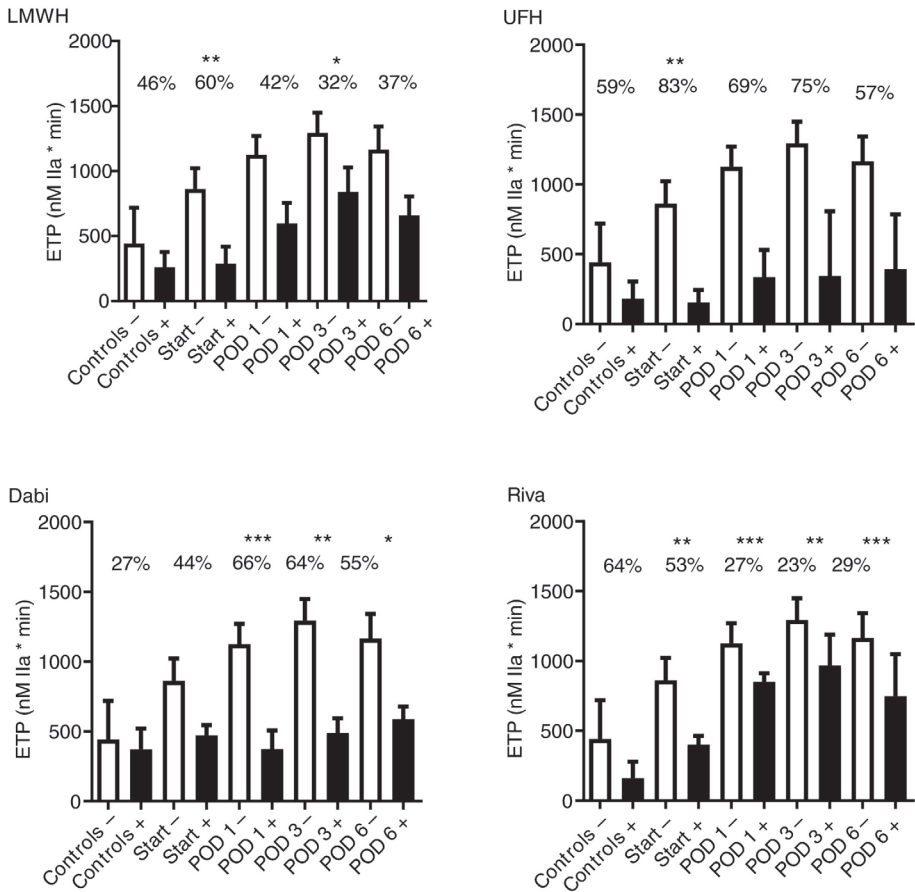 LMWH
2000
1500
1000
500
0
ETP (nM IIa * min)
** *
46% 60% 42% 32% 37%
Controls – Controls + Start – Start + POD 1 – POD 1 + POD 3 – POD 3 + POD 6 – POD 6 +
UFH
2000
1500
1000
500
0
ETP (nM IIa * min)
**
59% 83% 69% 75% 57%
Controls – Controls + Start – Start + POD 1 – POD 1 + POD 3 – POD 3 + POD 6 – POD 6 +
Dabi
2000
1500
1000
500
0
ETP (nM IIa * min)
*** ** *
27% 44% 66% 64% 55%
Controls – Controls + Start – Start + POD 1 – POD 1 + POD 3 – POD 3 + POD 6 – POD 6 +
Riva
2000
1500
1000
500
0
ETP (nM IIa * min)
** *** ** ***
64% 53% 27% 23% 29%
Controls – Controls + Start – Start + POD 1 – POD 1 + POD 3 – POD 3 + POD 6 – POD 6 +